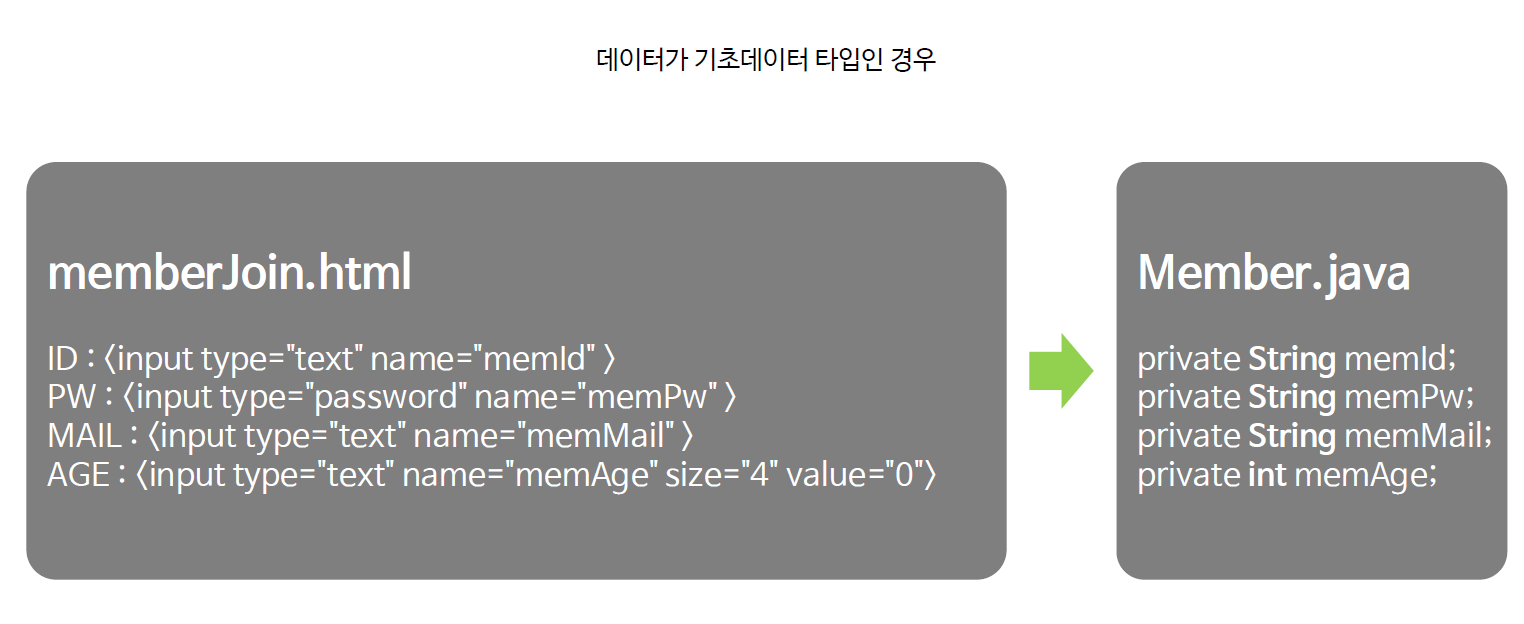 데이터가 기초데이터 타입인 경우
memberJoin.html
ID : <input type="text" name="memId" >
PW : <input type="password" name="memPw" >
MAIL : <input type="text" name="memMail" >
AGE : <input type="text" name="memAge" size="4" value="0">
Member.java
private String memId;
private String memPw;
private String memMail;
private int memAge;